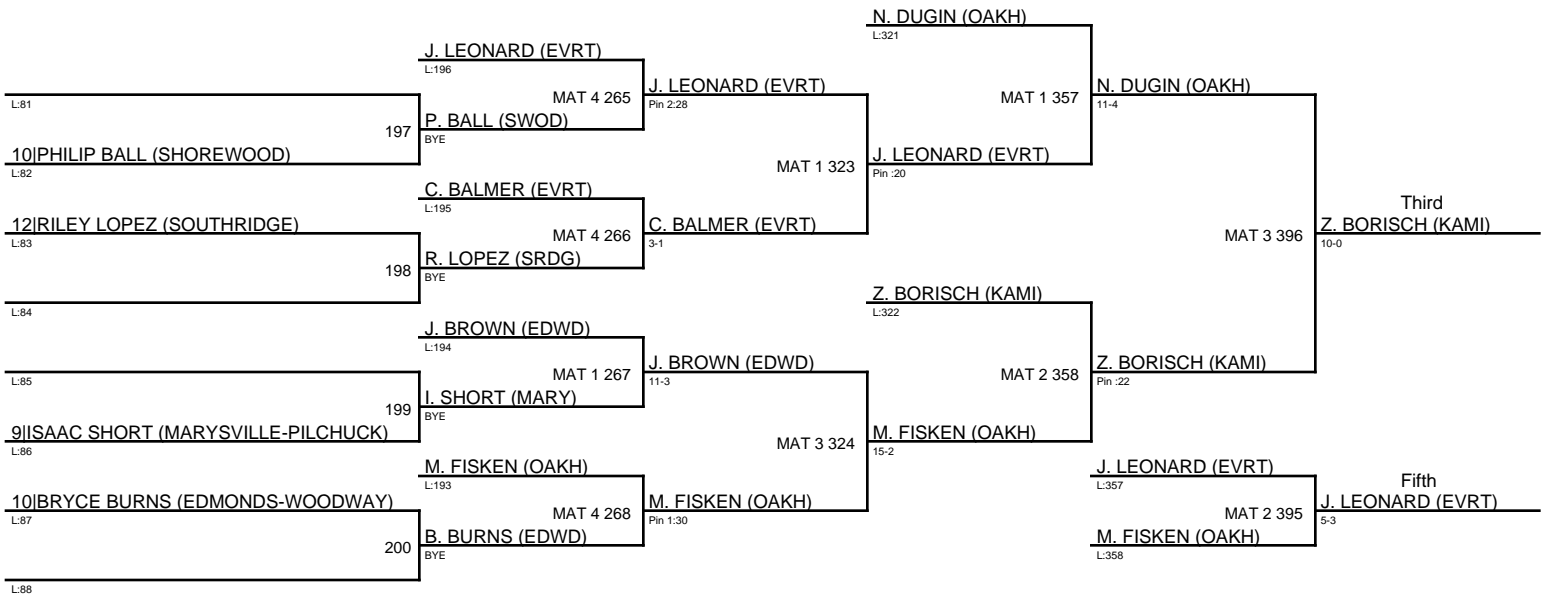 N. DUGIN (OAKH)
L:321
J. LEONARD (EVRT)
L:196
MAT 4 265
J. LEONARD (EVRT)
Pin 2:28
MAT 1 357
N. DUGIN (OAKH)
11-4
L:81
197
P. BALL (SWOD)
BYE
10|PHILIP BALL (SHOREWOOD)
L:82
MAT 1 323
J. LEONARD (EVRT)
Pin :20
C. BALMER (EVRT)
L:195
12|RILEY LOPEZ (SOUTHRIDGE)
L:83
MAT 4 266
C. BALMER (EVRT)
3-1
MAT 3 396
Third
Z. BORISCH (KAMI)
10-0
198
R. LOPEZ (SRDG)
BYE
L:84
Z. BORISCH (KAMI)
L:322
J. BROWN (EDWD)
L:194
L:85
MAT 1 267
J. BROWN (EDWD)
11-3
MAT 2 358
Z. BORISCH (KAMI)
Pin :22
199
I. SHORT (MARY)
BYE
9|ISAAC SHORT (MARYSVILLE-PILCHUCK)
L:86
MAT 3 324
M. FISKEN (OAKH)
15-2
M. FISKEN (OAKH)
L:193
J. LEONARD (EVRT)
L:357
10|BRYCE BURNS (EDMONDS-WOODWAY)
L:87
MAT 4 268
M. FISKEN (OAKH)
Pin 1:30
MAT 2 395
Fifth
J. LEONARD (EVRT)
5-3
200
B. BURNS (EDWD)
BYE
M. FISKEN (OAKH)
L:358
L:88